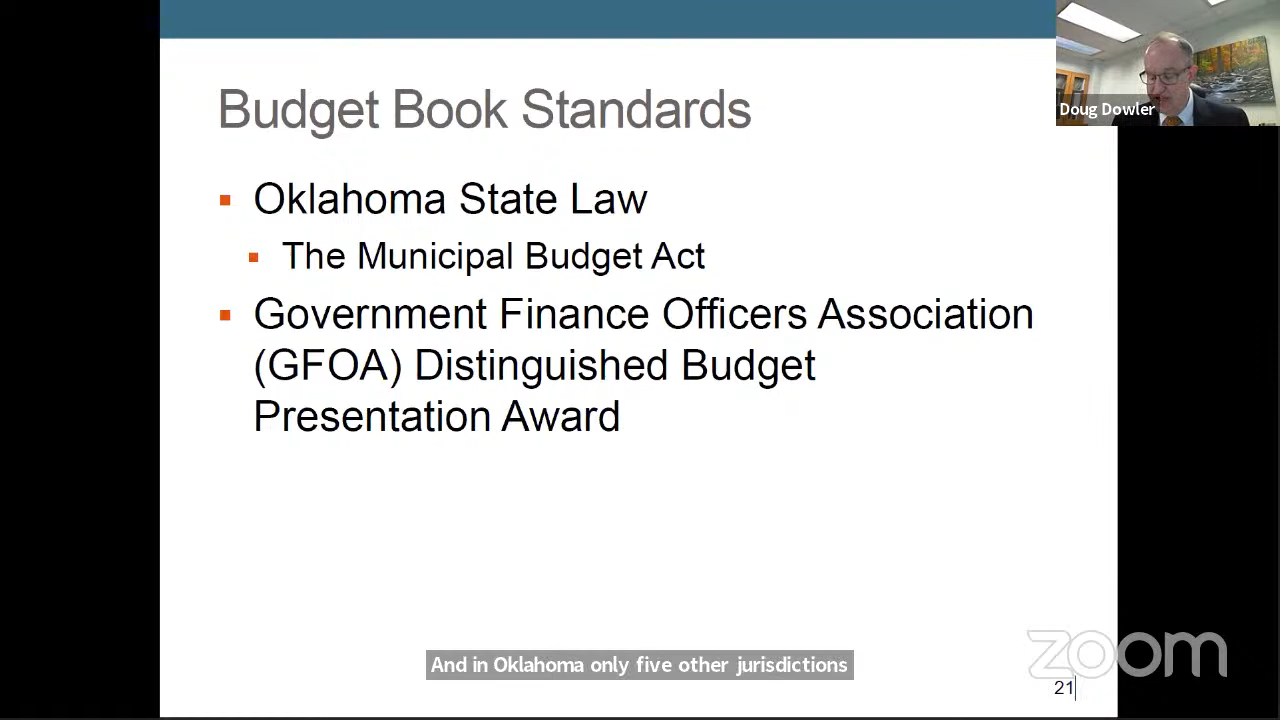 Doug Dowler
Budget Book Standards
Oklahoma State Law
The Municipal Budget Act
Government Finance Officers Association
(GFOA) Distinguished Budget
Presentation Award
And in Oklahoma only five other jurisdictions
zoom
21